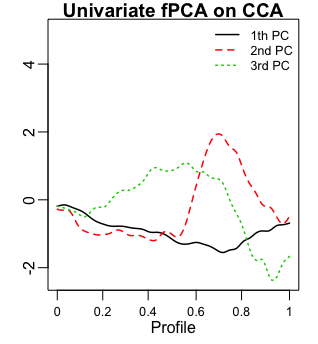 Univariate fPCA on CCA
1th PC
2nd PC
3rd PC
4
2
0
-2
0
0.2
0.4
0.6
0.8
1
Profile